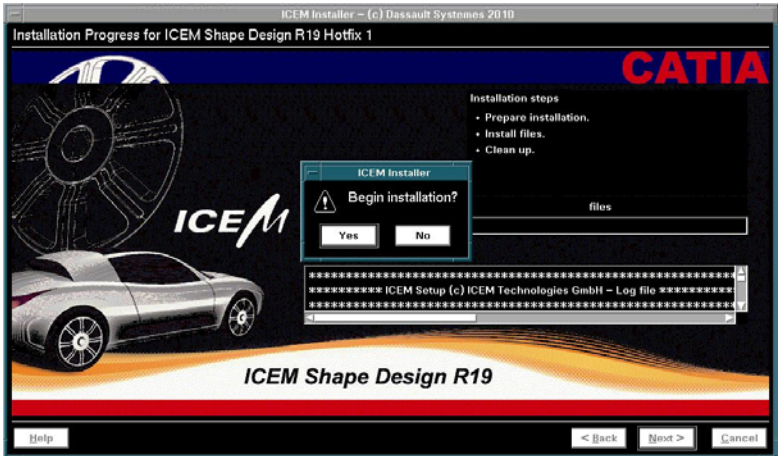 ICEM Installer – (c) Dassault Systemes 2010
Installation Progress for ICEM Shape Design R19 Hotfix 1
CATIA
Installation steps
• Prepare installation.
• Install files.
• Clean up.
ICEM Installer
Begin installation?
Yes No
files
ICEM
********** ICEM Setup (c) ICEM Technologies GmbH – Log file **********
ICEM Shape Design R19
Help < Back Next > Cancel